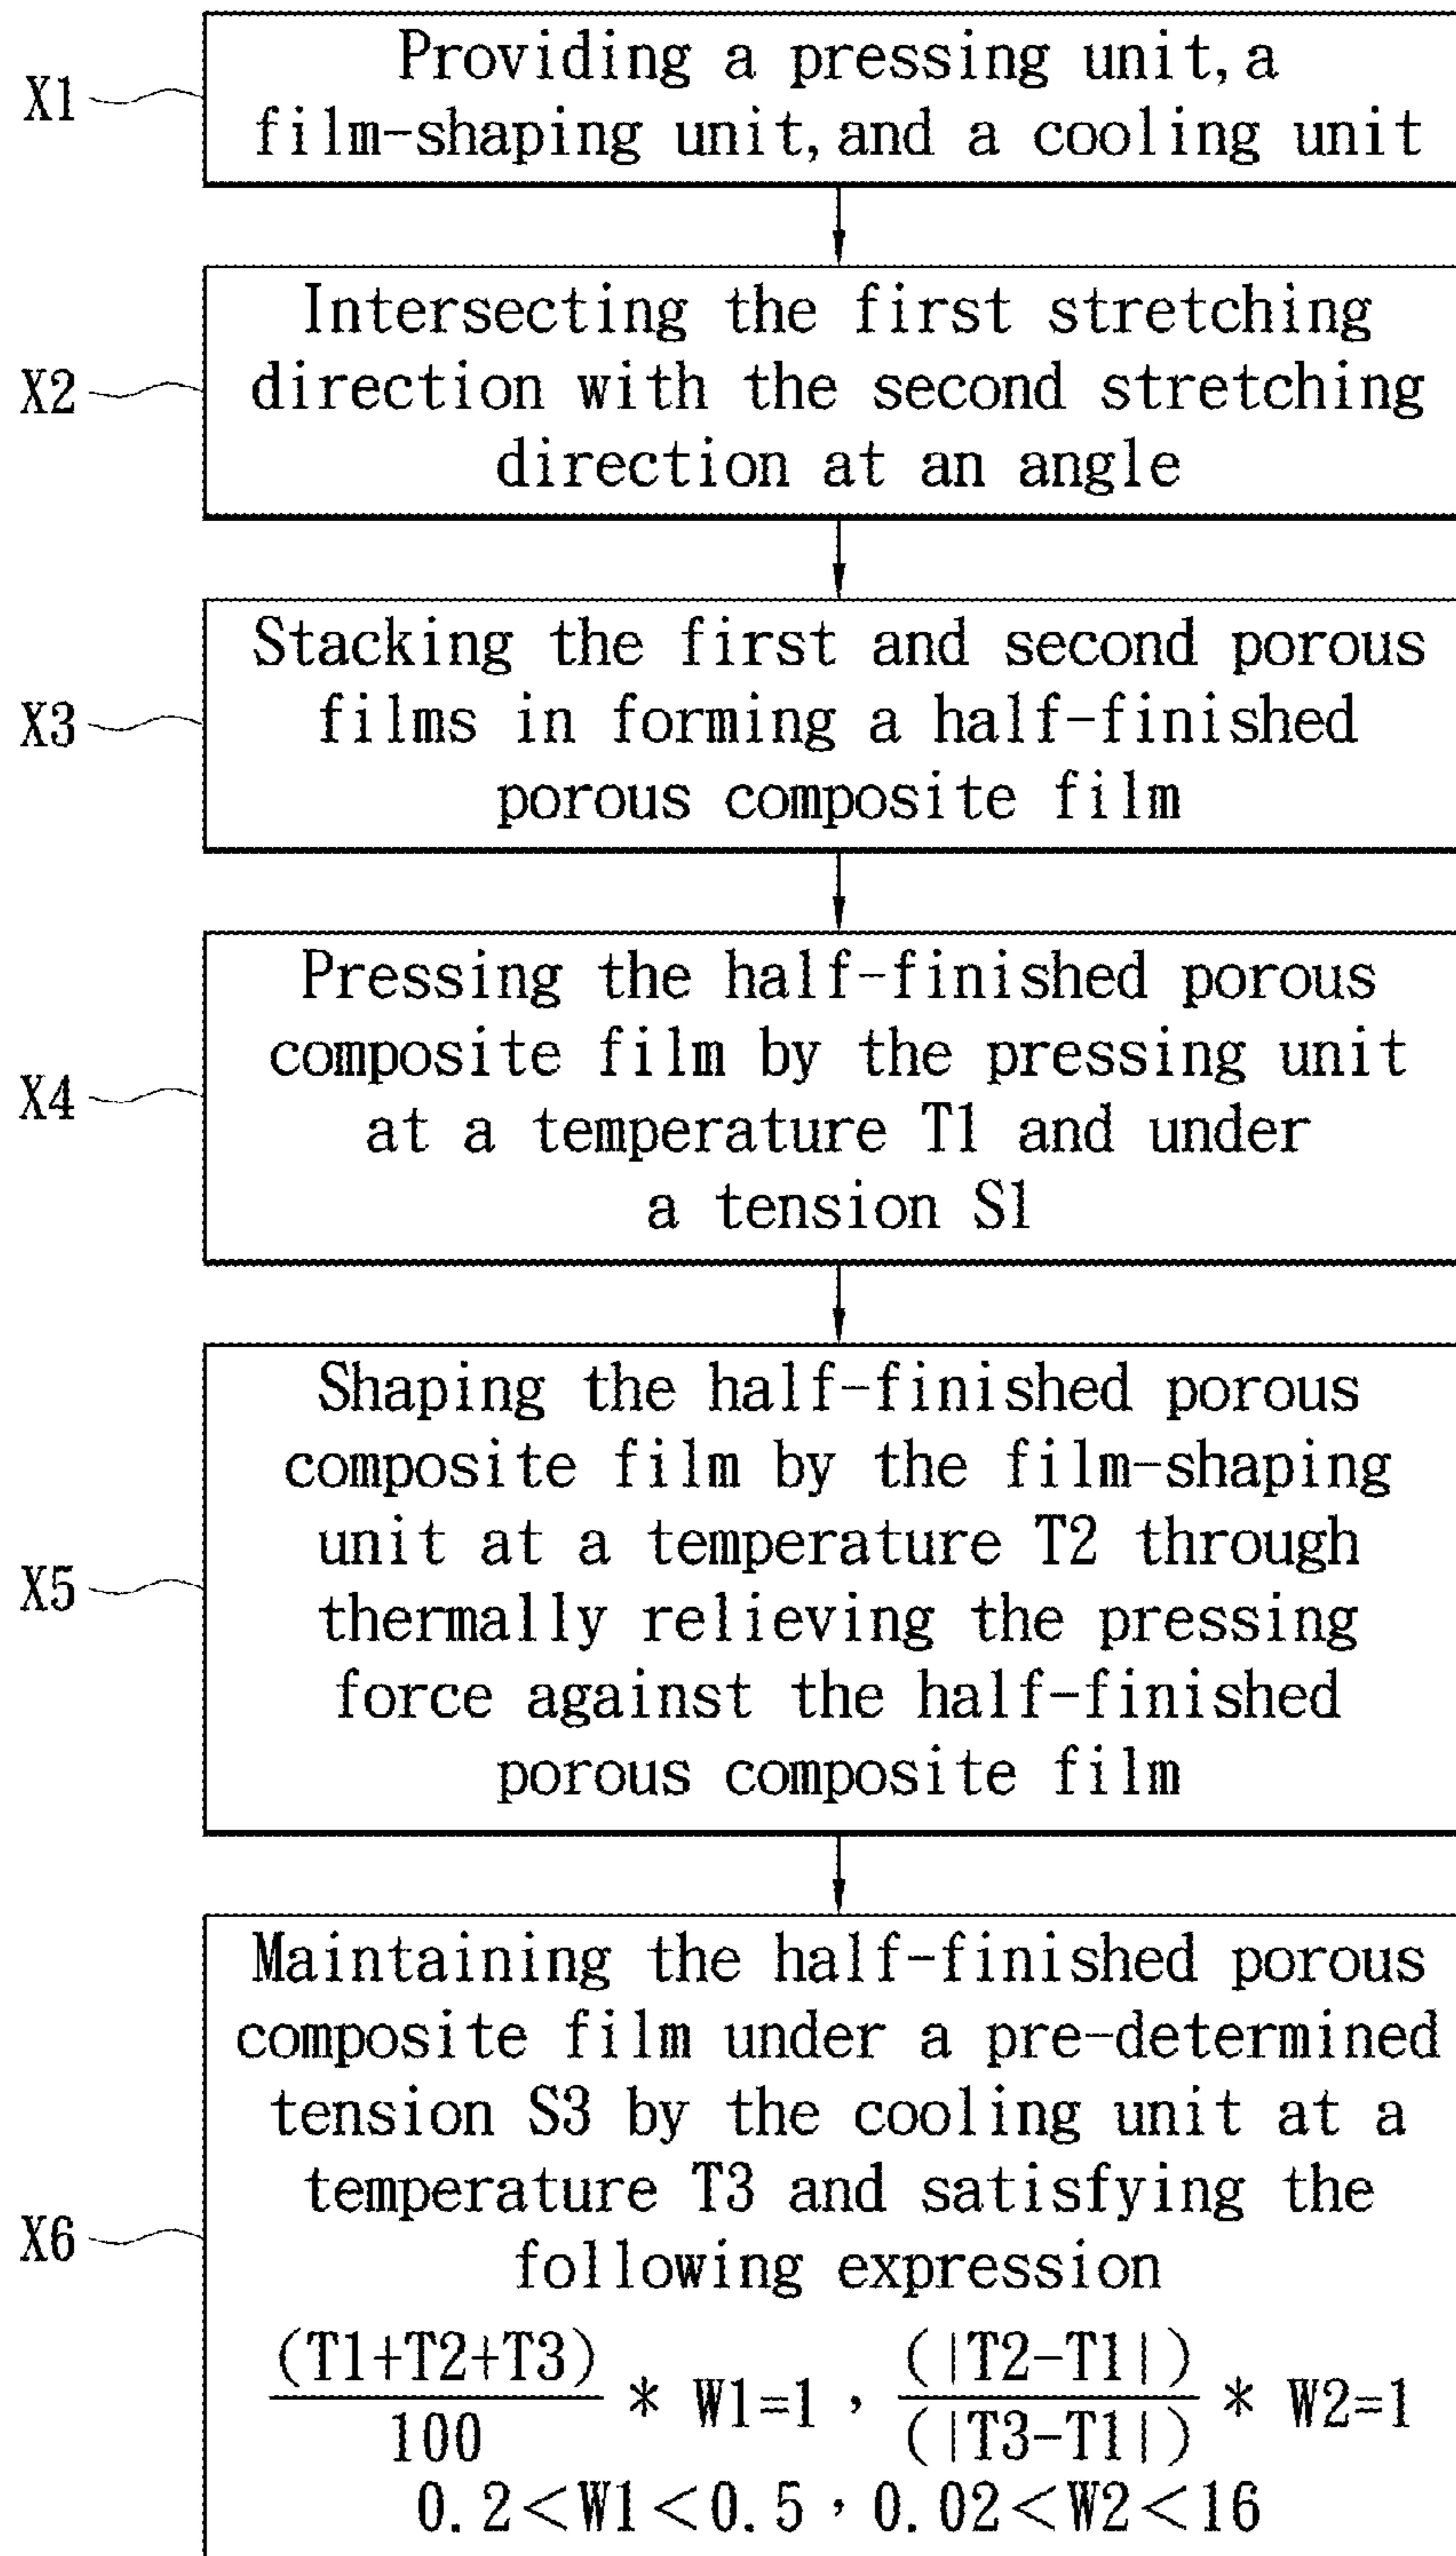 X1
Providing a pressing unit, a
film-shaping unit, and a cooling unit
X2
Intersecting the first stretching
direction with the second stretching
direction at an angle
X3
Stacking the first and second porous
films in forming a half-finished
porous composite film
X4
Pressing the half-finished porous
composite film by the pressing unit
at a temperature T1 and under
a tension S1
X5
Shaping the half-finished porous
composite film by the film-shaping
unit at a temperature T2 through
thermally relieving the pressing
force against the half-finished
porous composite film
X6
Maintaining the half-finished porous
composite film under a pre-determined
tension S3 by the cooling unit at a
temperature T3 and satisfying the
following expression
(T1+T2+T3)/100 * W1=1, (|T2-T1|)/(|T3-T1|) * W2=1
0.2<W1<0.5, 0.02<W2<16